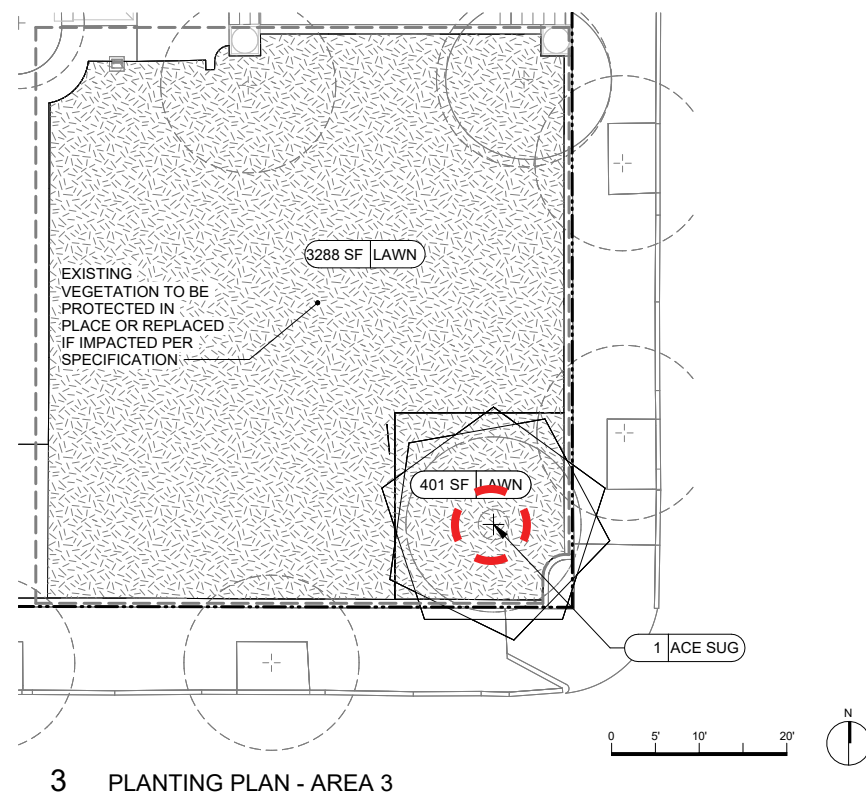 3288 SF LAWN
EXISTING
VEGETATION TO BE
PROTECTED IN
PLACE OR REPLACED
IF IMPACTED PER
SPECIFICATION
401 SF LAWN
1 ACE SUG
N
0 5' 10' 20'
3 PLANTING PLAN - AREA 3